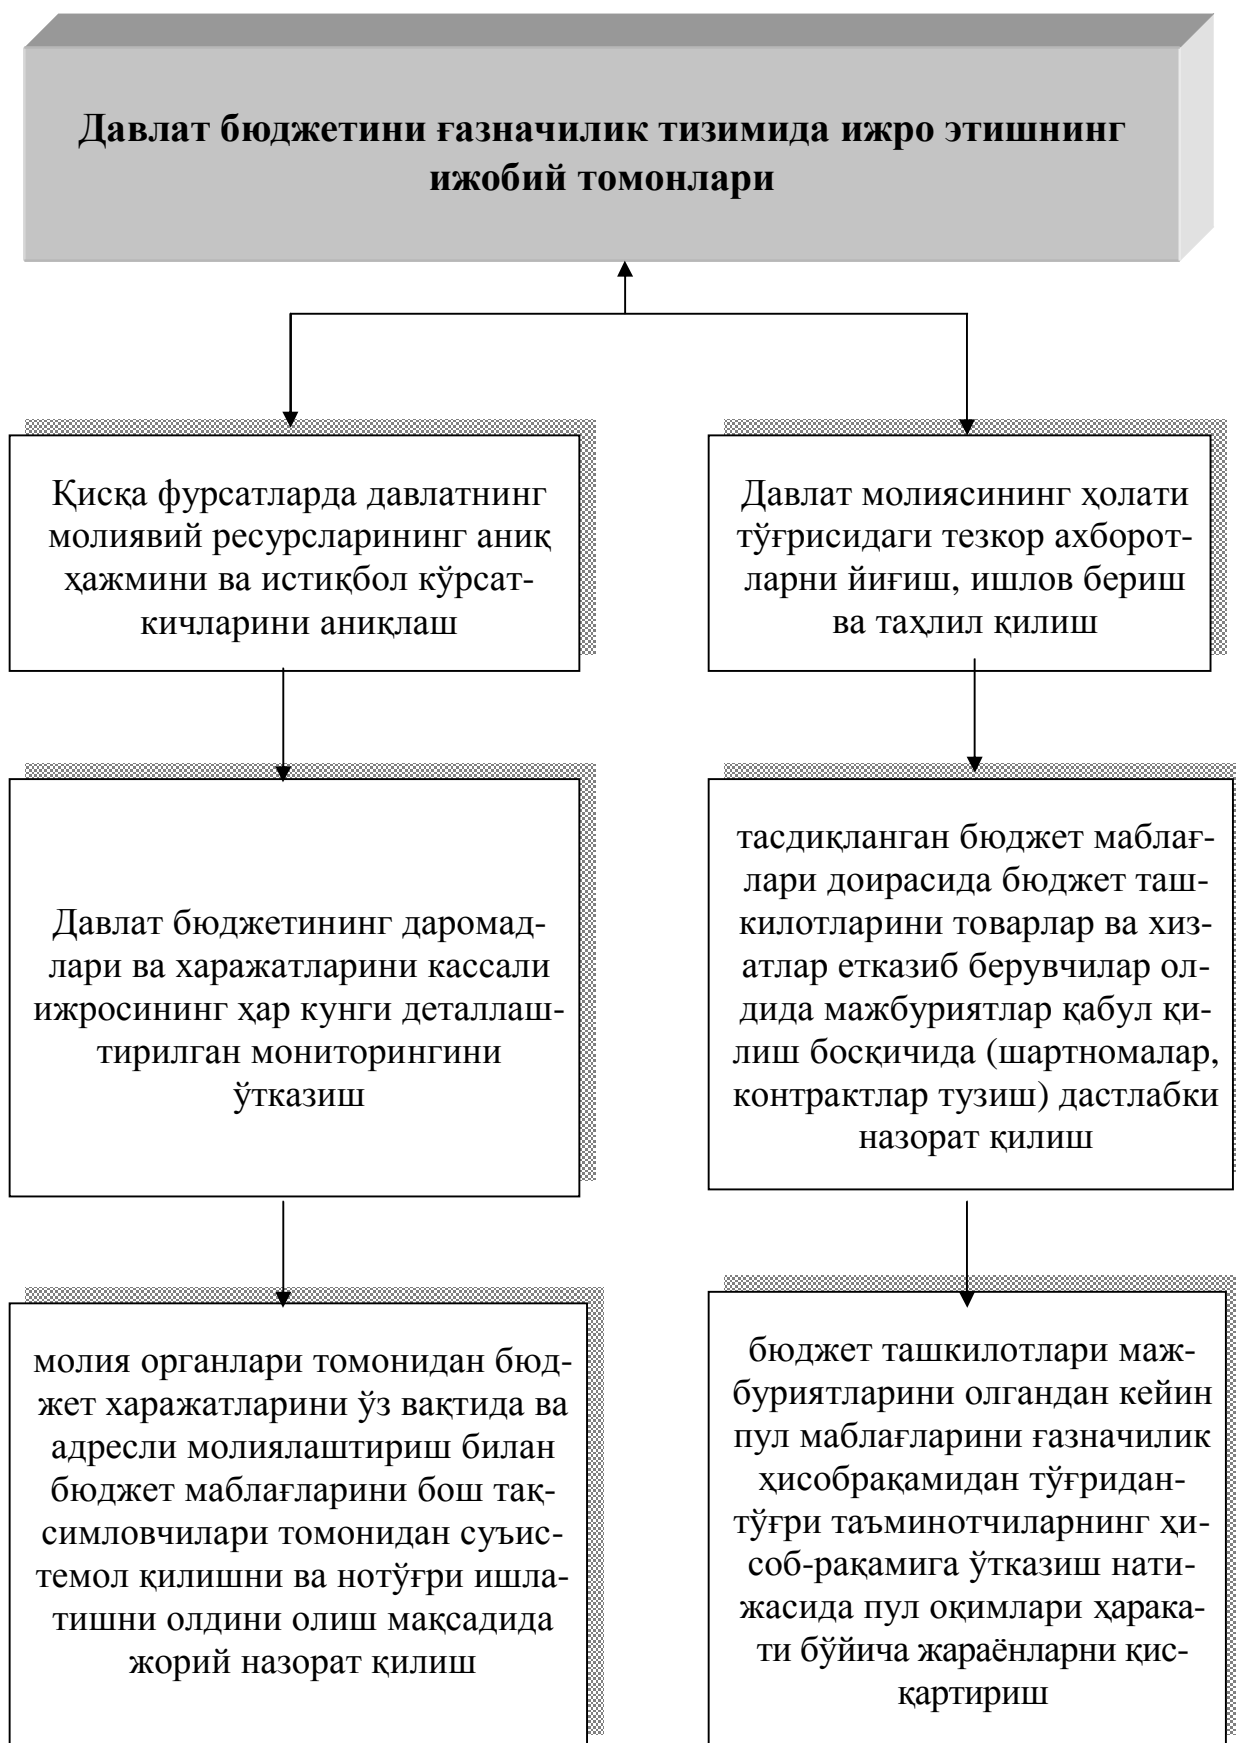 Давлат бюджетини ғазначилик тизимида ижро этишнинг
ижобий томонлари
Қисқа фурсатларда давлатнинг
молиявий ресурсларининг аниқ
ҳажмини ва истиқбол кўрсат-
кичларини аниқлаш
Давлат молиясининг ҳолати
тўғрисидаги тезкор ахборот-
ларни йиғиш, ишлов бериш
ва таҳлил қилиш
Давлат бюджетининг даромад-
лари ва харажатларини кассали
ижросининг ҳар кунги деталлаш-
тирилган мониторингини
ўтказиш
тасдиқланган бюджет маблағ-
лари доирасида бюджет таш-
килотларини товарлар ва хиз-
атлар етказиб берувчилар ол-
дида мажбуриятлар қабул қи-
лиш босқичида (шартномалар,
контрактлар тузиш) дастлабки
назорат қилиш
молия органлари томонидан бюд-
жет харажатларини ўз вақтида ва
адресли молиялаштириш билан
бюджет маблағларини бош тақ-
симловчилари томонидан суъис-
темол қилишни ва нотўғри ишла-
тишни олдини олиш мақсадида
жорий назорат қилиш
бюджет ташкилотлари маж-
буриятларини олгандан кейин
пул маблағларини ғазначилик
ҳисобрақамидан тўғридан-
тўғри таъминотчиларнинг ҳи-
соб-рақамига ўтказиш нати-
жасида пул оқимлари ҳарака-
ти бўйича жараёнларни қис-
қартириш